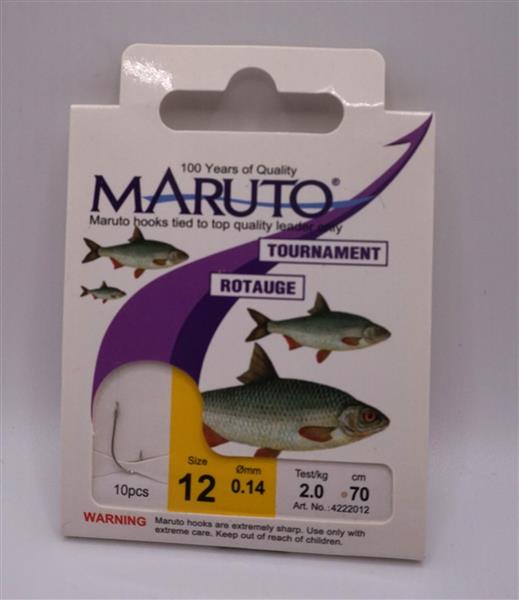 100 Years of Quality
MARUTO®
Maruto hooks tied to top quality leader only
TOURNAMENT
ROTAUGE
Size Ømm Test/kg cm
10pcs 12 0.14 2.0 70
Art. No.:4222012
WARNING Maruto hooks are extremely sharp. Use only with
extreme care. Keep out of reach of children.